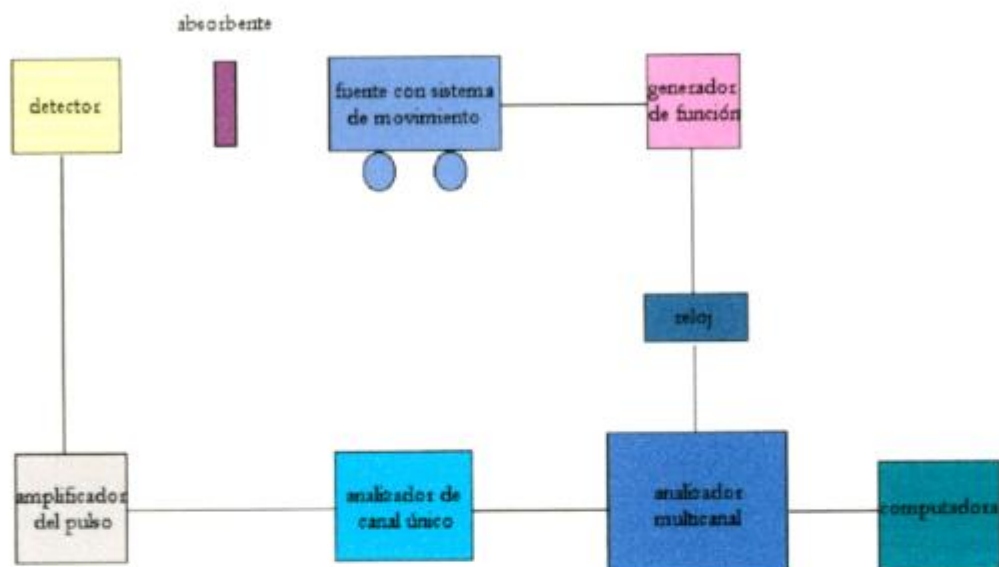 absorbente
detector
fuente con sistema
de movimiento
generador
de función
reloj
amplificador
del pulso
analizador de
canal único
analizador
multicanal
computadora